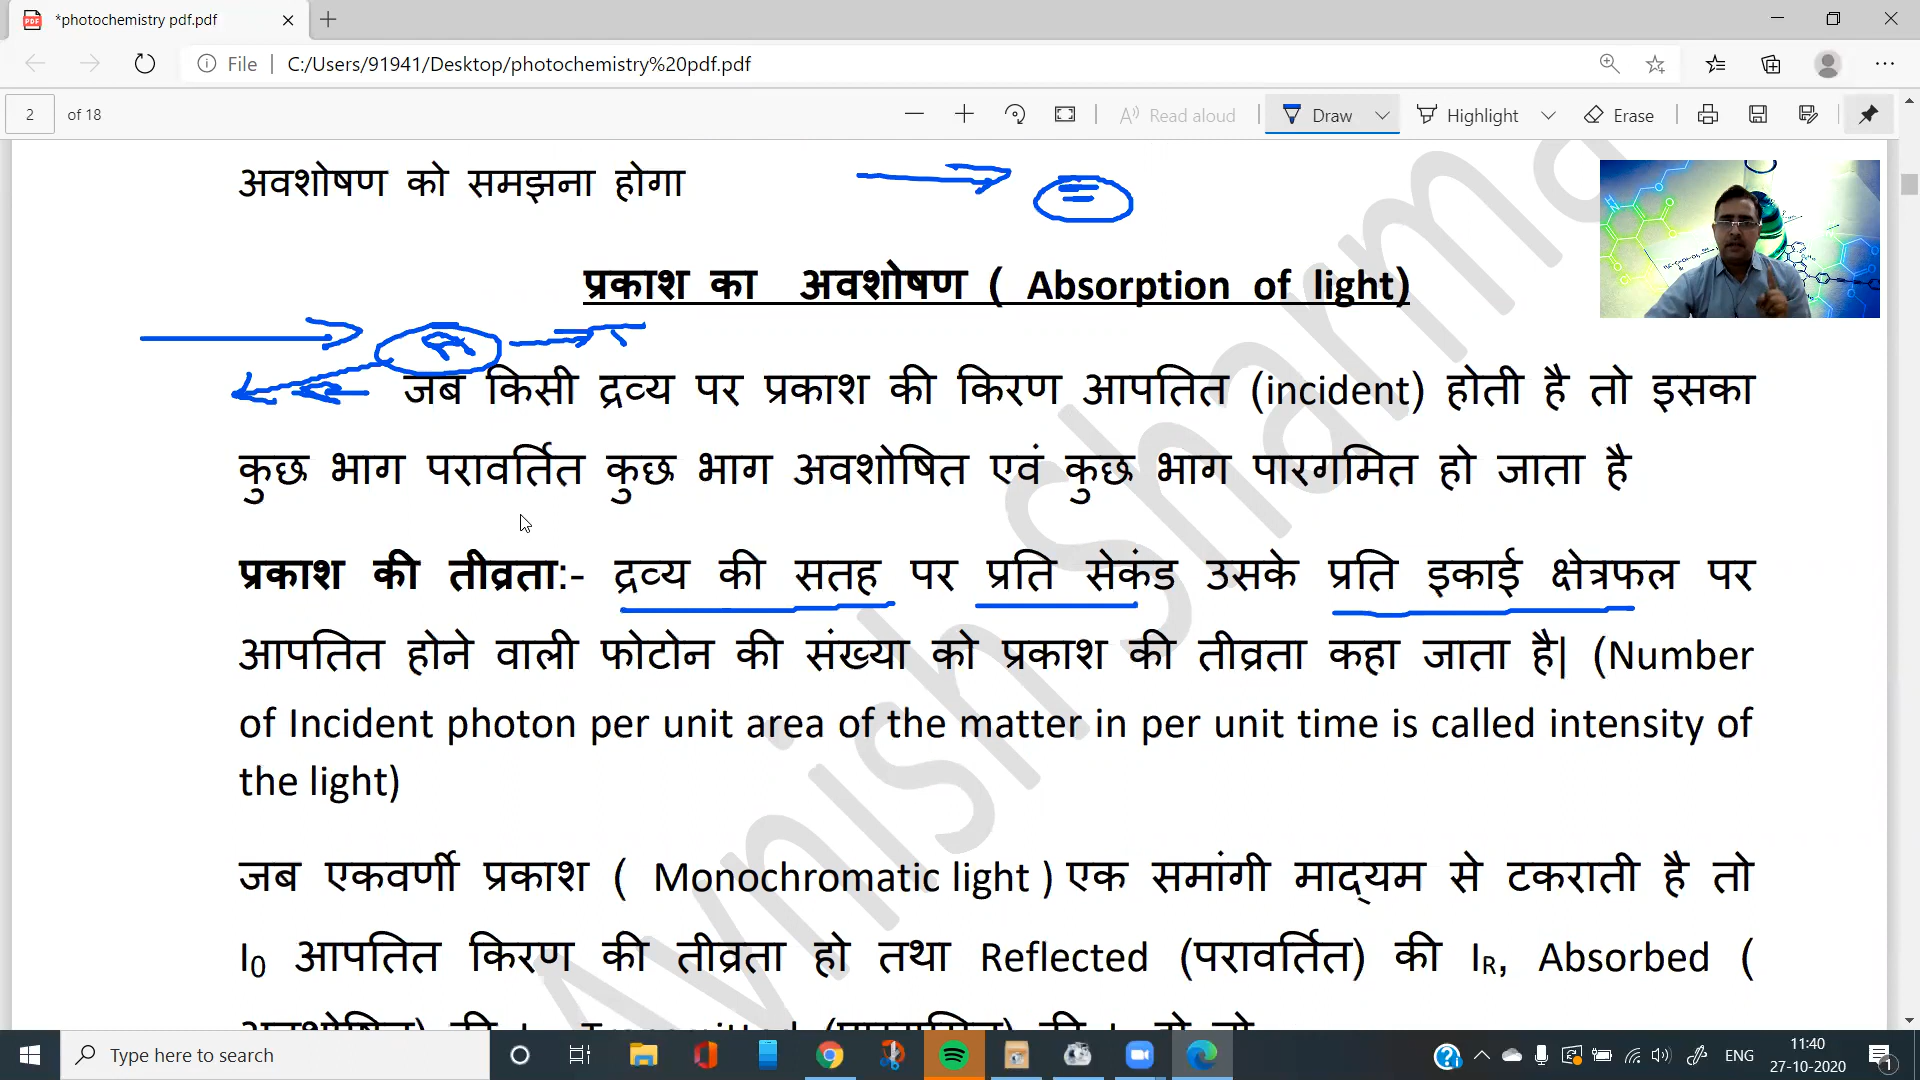 *photochemistry pdf.pdf
File
C:/Users/91941/Desktop/photochemistry%20pdf.pdf
2 of 18
Read aloud
Draw
Highlight
Erase
अवशोषण को समझना होगा
प्रकाश का अवशोषण ( Absorption of light)
जब किसी द्रव्य पर प्रकाश की किरण आपतित (incident) होती है तो इसका
कुछ भाग परावर्तित कुछ भाग अवशोषित एवं कुछ भाग पारगमित हो जाता है
प्रकाश की तीव्रता:- द्रव्य की सतह पर प्रति सेकंड उसके प्रति इकाई क्षेत्रफल पर
आपतित होने वाली फोटोन की संख्या को प्रकाश की तीव्रता कहा जाता है| (Number
of Incident photon per unit area of the matter in per unit time is called intensity of
the light)
जब एकवर्णी प्रकाश ( Monochromatic light ) एक समांगी माद्यम से टकराती है तो
I0 आपतित किरण की तीव्रता हो तथा Reflected (परावर्तित) की IR, Absorbed (
Avnish Sharma
Type here to search
ENG
11:40
27-10-2020
1